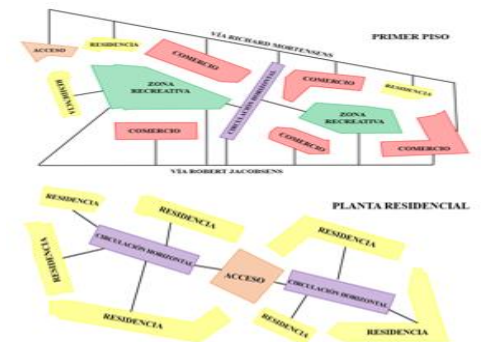 VÍA RICHARD MORTENSENS
PRIMER PISO
ACCESO
RESIDENCIA
COMERCIO
RESIDENCIA
ZONA
RECREATIVA
CIRCULACIÓN HORIZONTAL
COMERCIO
RESIDENCIA
ZONA
RECREATIVA
COMERCIO
COMERCIO
COMERCIO
VÍA ROBERT JACOBSENS
PLANTA RESIDENCIAL
RESIDENCIA
RESIDENCIA
RESIDENCIA
CIRCULACIÓN HORIZONTAL
RESIDENCIA
ACCESO
CIRCULACIÓN HORIZONTAL
RESIDENCIA
RESIDENCIA
RESIDENCIA